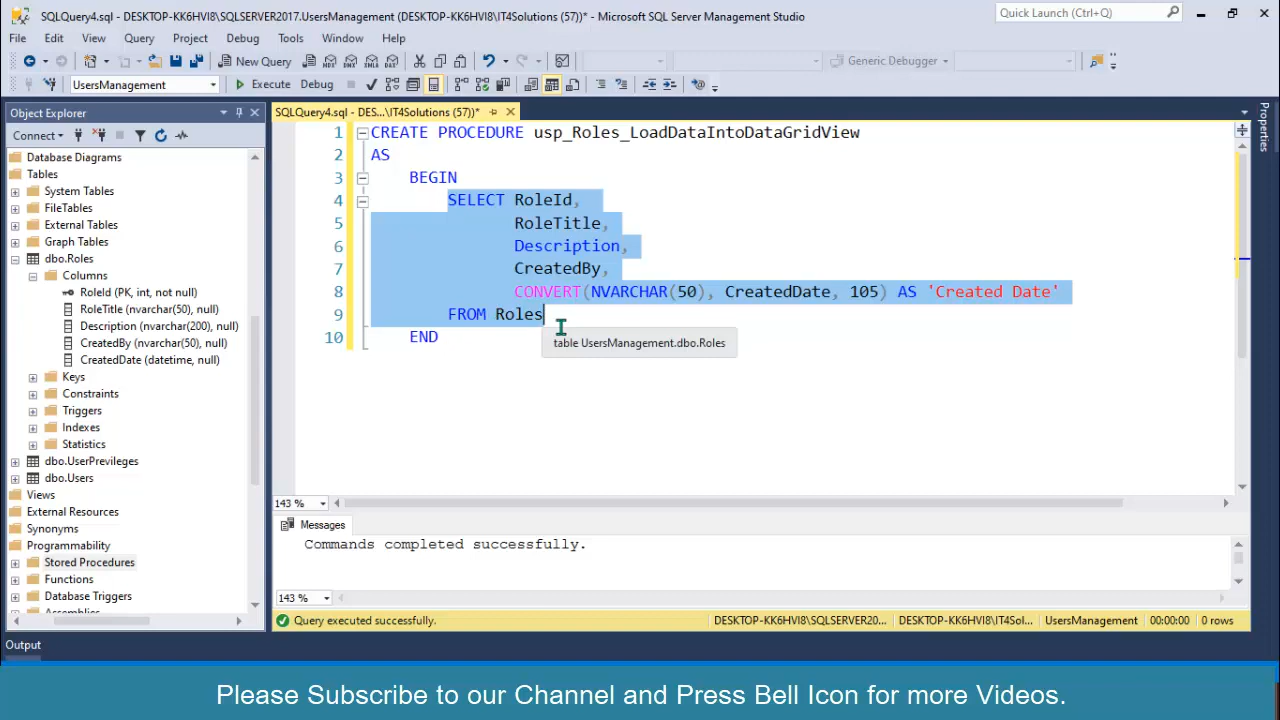 SQLQuery4.sql - DESKTOP-KK6HVI8\SQLSERVER2017.UsersManagement (DESKTOP-KK6HVI8\IT4Solutions (57))* - Microsoft SQL Server Management Studio
Quick Launch (Ctrl+Q)
File Edit View Query Project Debug Tools Window Help
New Query
Generic Debugger
UsersManagement
Execute Debug
Object Explorer
SQLQuery4.sql - DES...\IT4Solutions (57))*
Properties
Connect
Database Diagrams
Tables
System Tables
FileTables
External Tables
Graph Tables
dbo.Roles
Columns
RoleId (PK, int, not null)
RoleTitle (nvarchar(50), null)
Description (nvarchar(200), null)
CreatedBy (nvarchar(50), null)
CreatedDate (datetime, null)
Keys
Constraints
Triggers
Indexes
Statistics
dbo.UserPrevileges
dbo.Users
Views
External Resources
Synonyms
Programmability
Stored Procedures
Functions
Database Triggers
Assemblies
1 CREATE PROCEDURE usp_Roles_LoadDataIntoDataGridView
2 AS
3 BEGIN
4 SELECT RoleId,
5 RoleTitle,
6 Description,
7 CreatedBy,
8 CONVERT(NVARCHAR(50), CreatedDate, 105) AS 'Created Date'
9 FROM Roles
10 END
table UsersManagement.dbo.Roles
143 %
Messages
Commands completed successfully.
143 %
Query executed successfully.
DESKTOP-KK6HVI8\SQLSERVER20... DESKTOP-KK6HVI8\IT4Sol... UsersManagement 00:00:00 0 rows
Output
Please Subscribe to our Channel and Press Bell Icon for more Videos.